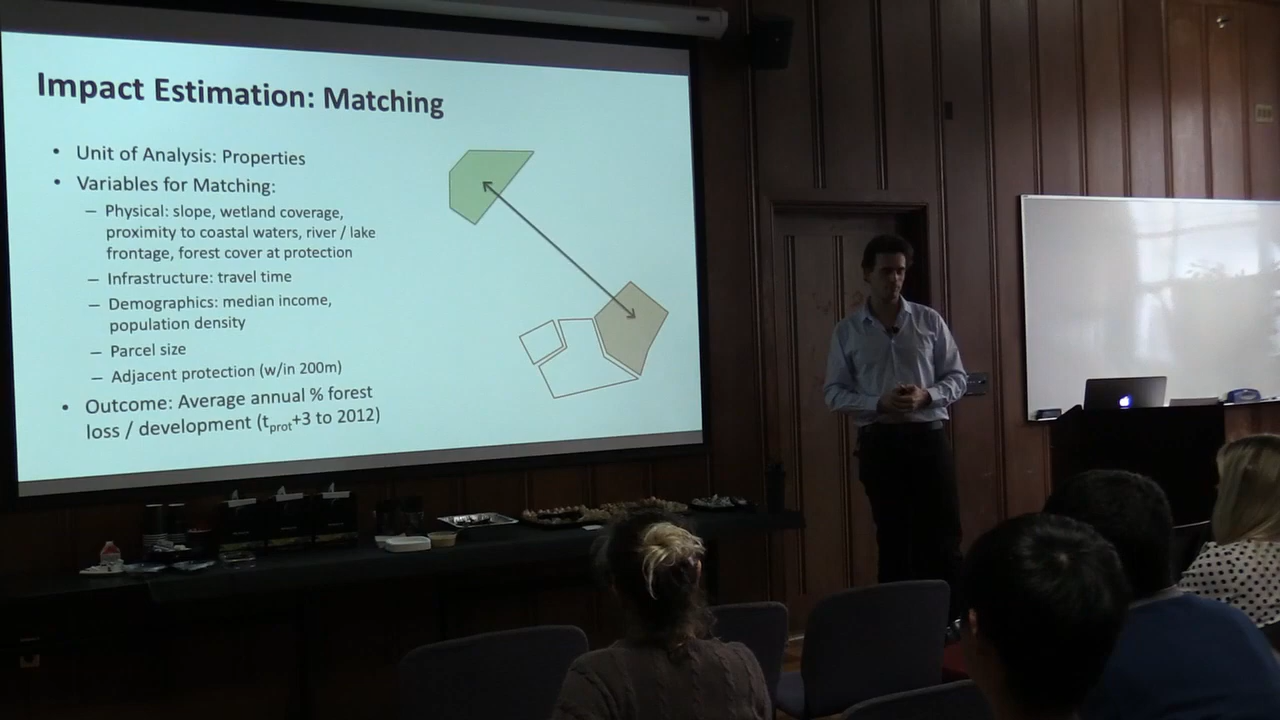 Impact Estimation: Matching
• Unit of Analysis: Properties
• Variables for Matching:
– Physical: slope, wetland coverage,
proximity to coastal waters, river / lake
frontage, forest cover at protection
– Infrastructure: travel time
– Demographics: median income,
population density
– Parcel size
– Adjacent protection (w/in 200m)
• Outcome: Average annual % forest
loss / development (tprot+3 to 2012)